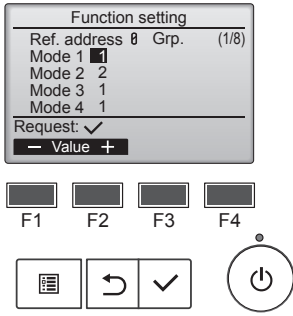 Function setting
Ref. address 0 Grp. (1/8)
Mode 1 1
Mode 2 2
Mode 3 1
Mode 4 1
Request: ✓
− Value +
F1 F2 F3 F4